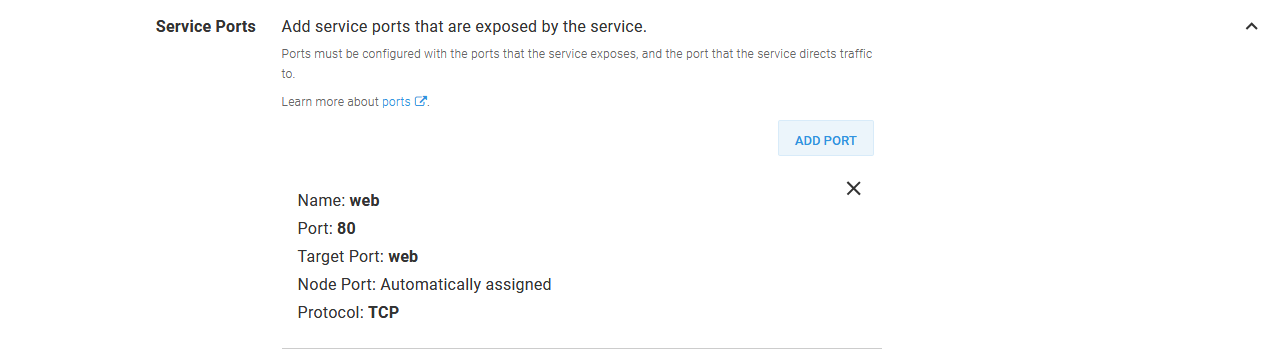 Service Ports
Add service ports that are exposed by the service.
Ports must be configured with the ports that the service exposes, and the port that the service directs traffic
to.
Learn more about ports.
ADD PORT
Name: web
Port: 80
Target Port: web
Node Port: Automatically assigned
Protocol: TCP